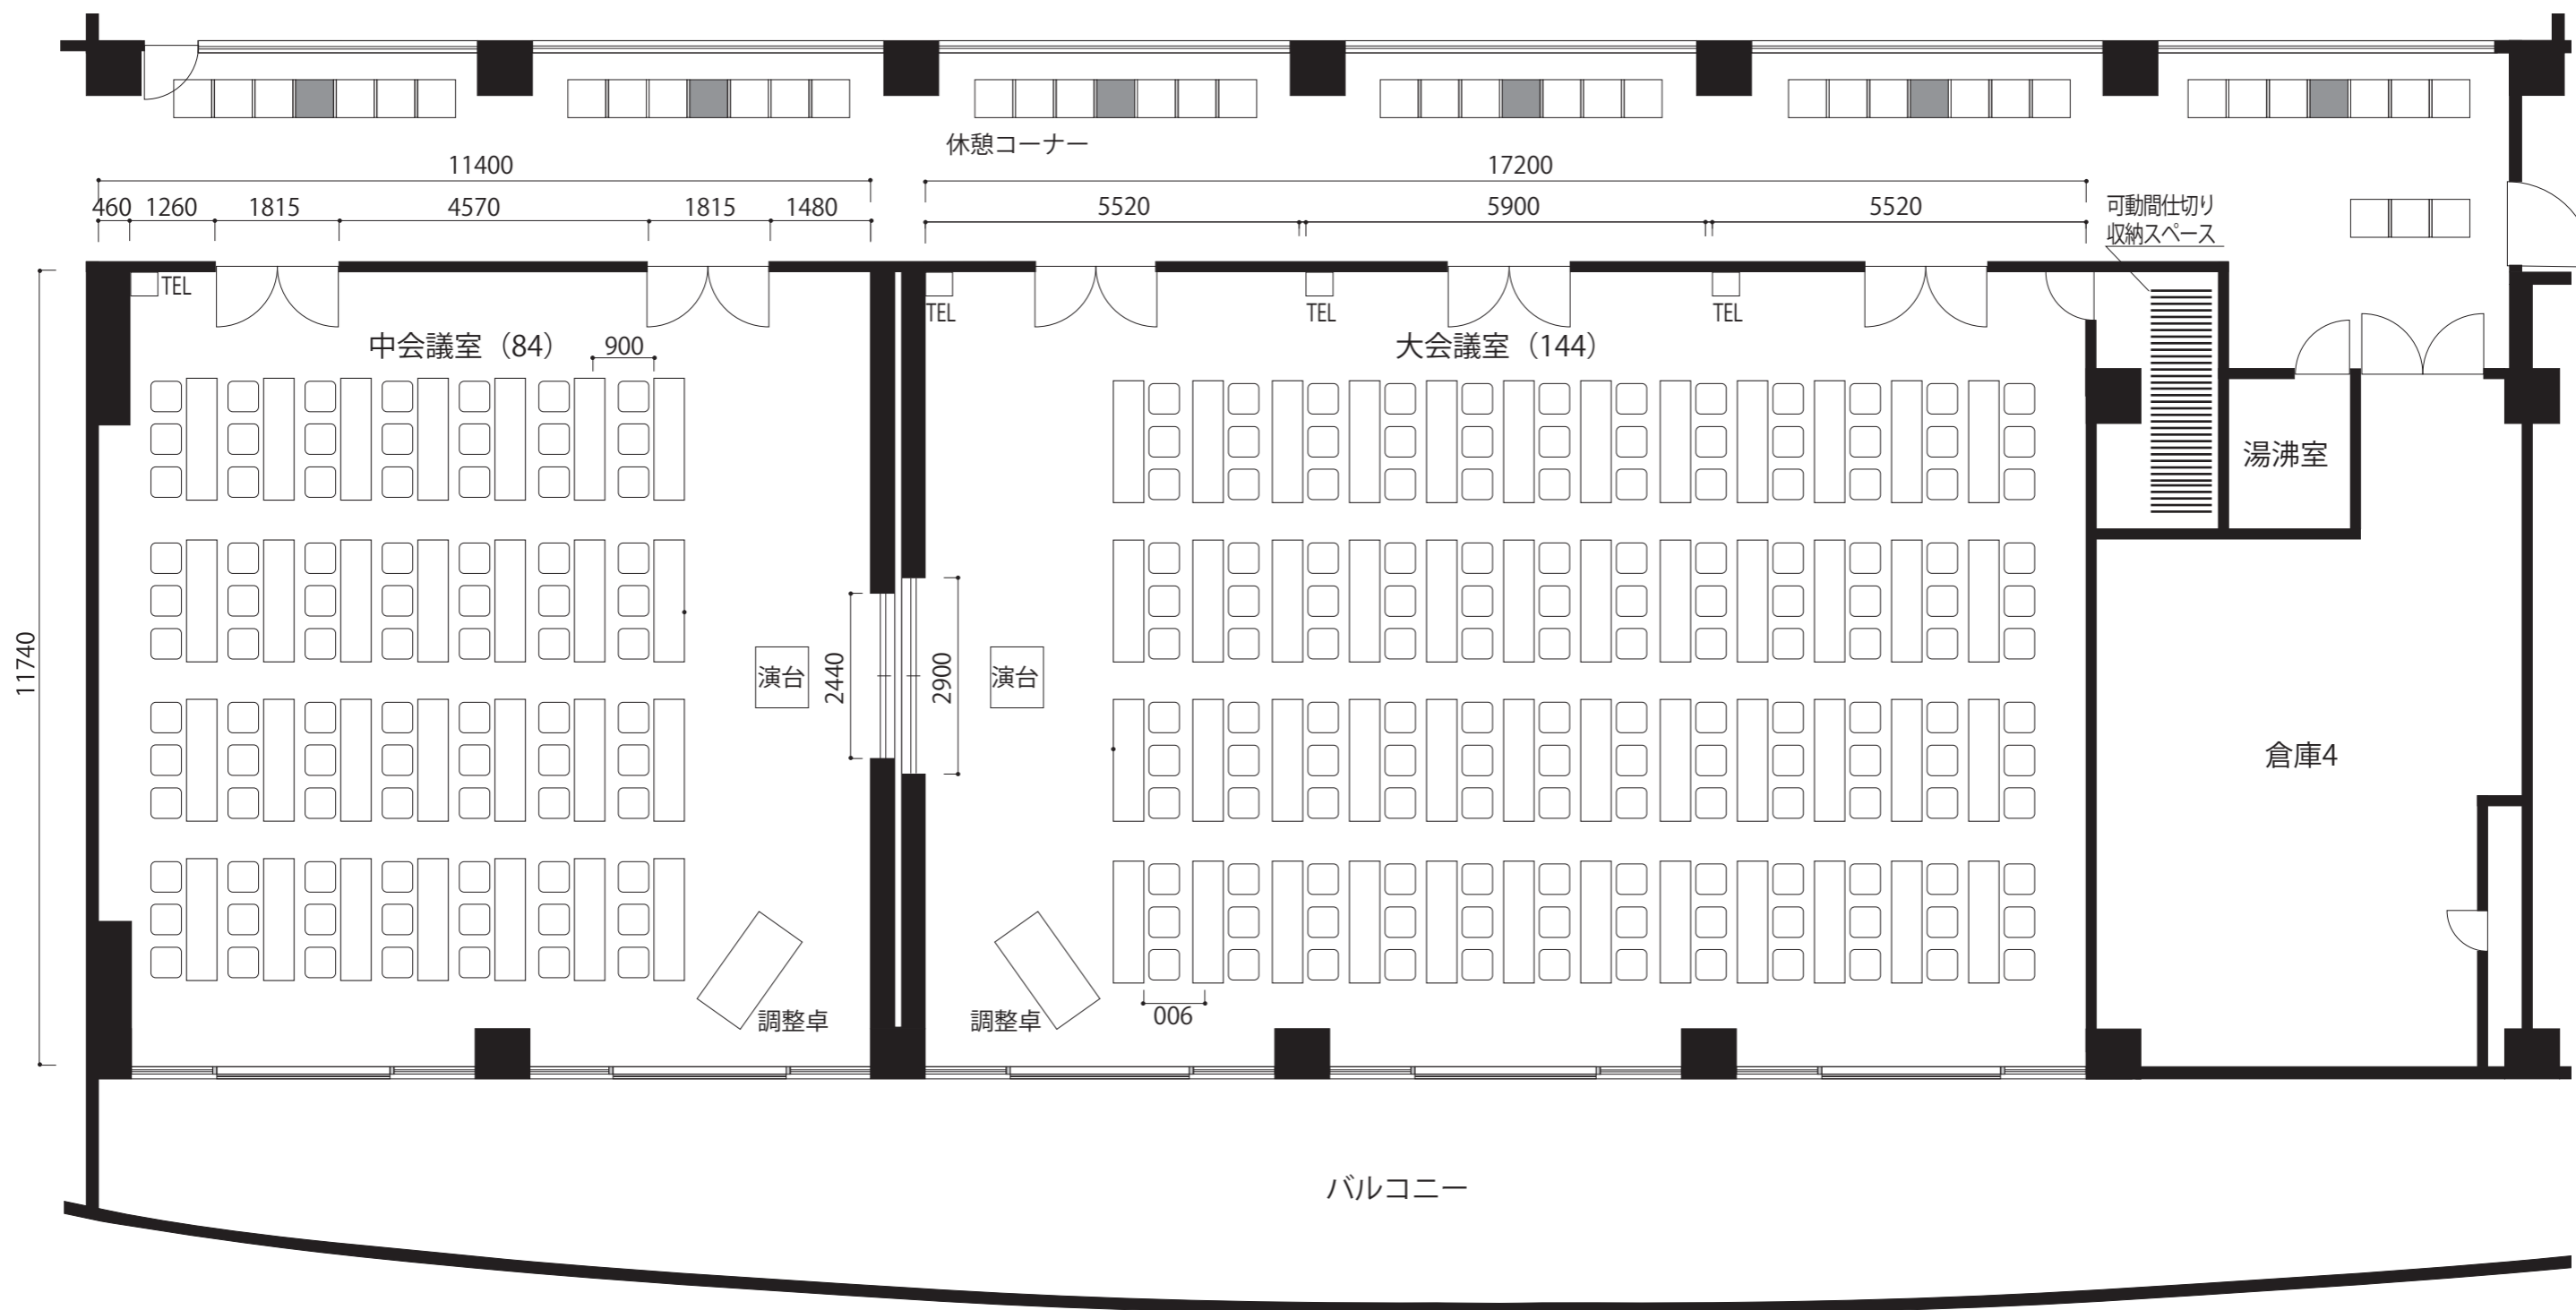 休憩コーナー
11400
17200
460
1260
1815
4570
1815
1480
5520
5900
5520
可動間仕切り
収納スペース
TEL
TEL
TEL
TEL
中会議室（84）
900
大会議室（144）
湯沸室
11740
演台
2440
2900
演台
倉庫4
調整卓
調整卓
900
バルコニー